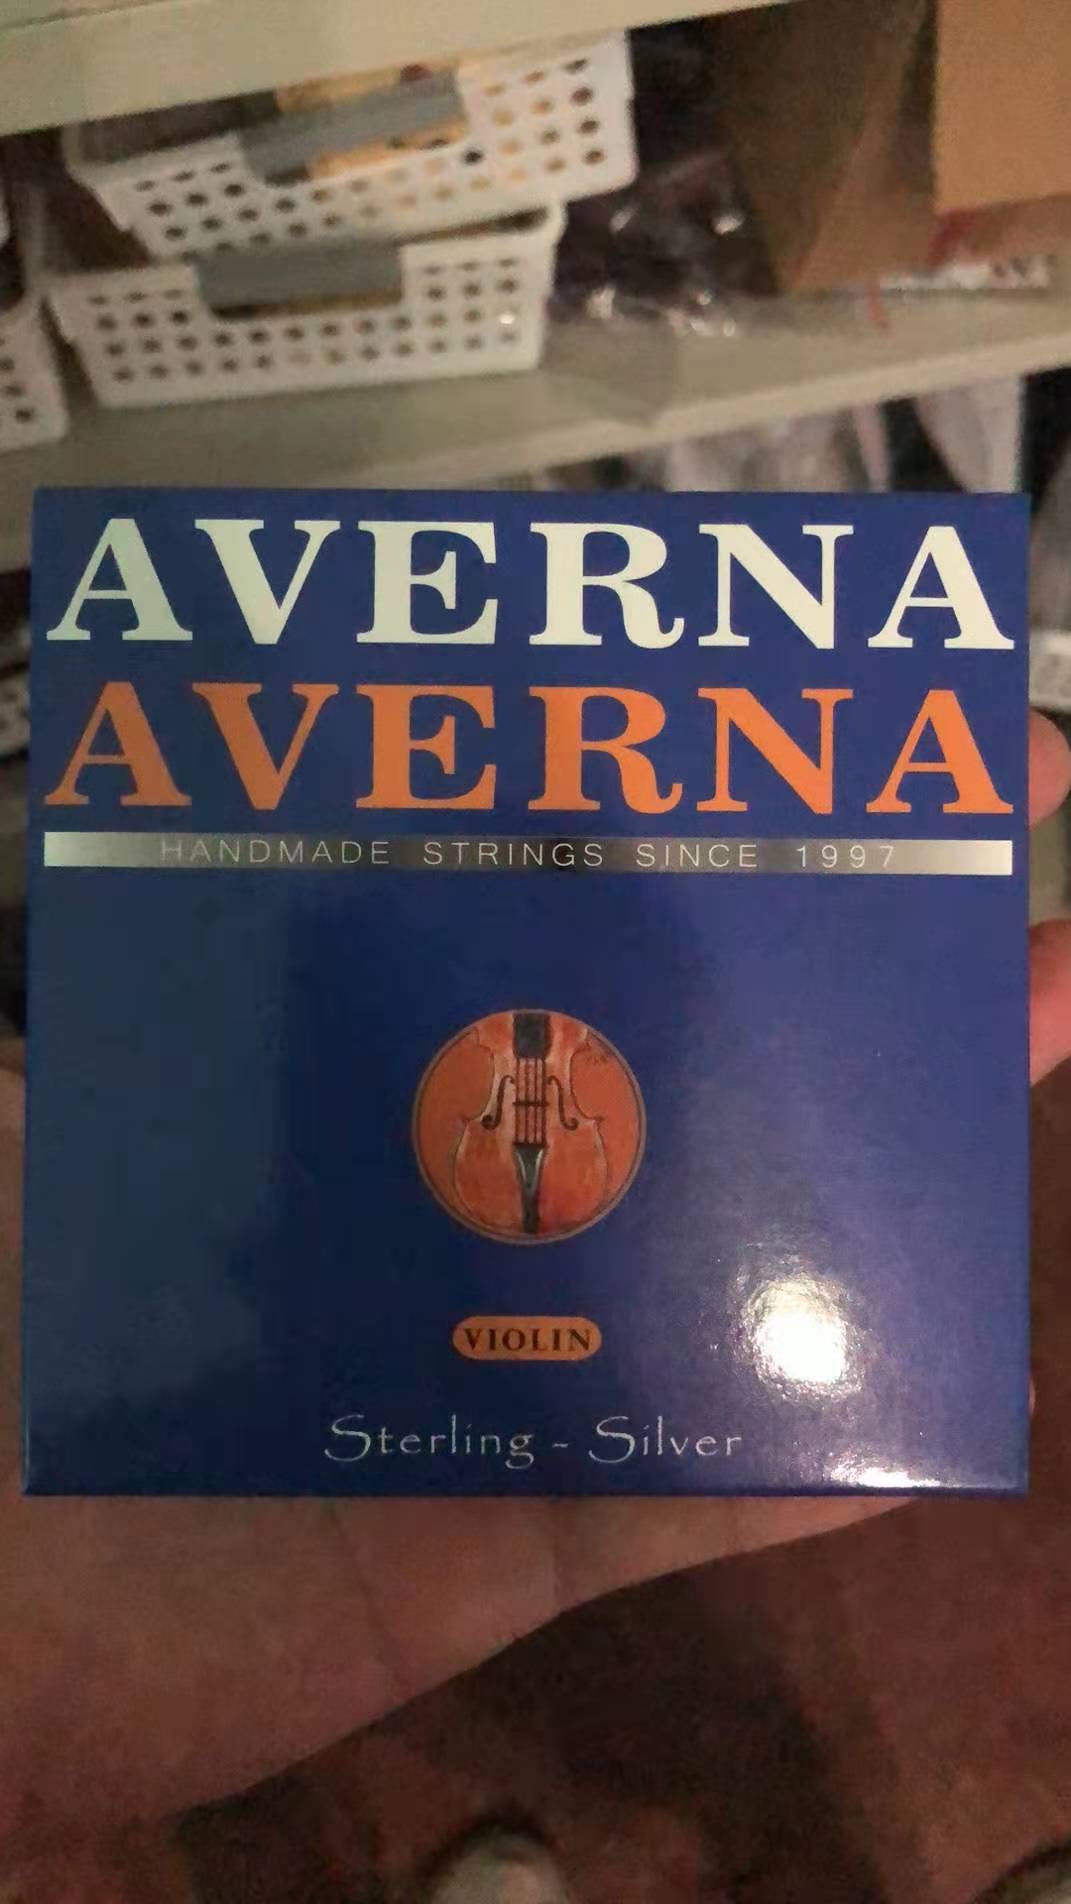 AVERNA
AVERNA
HANDMADE STRINGS SINCE 1997
VIOLIN
Sterling - Silver